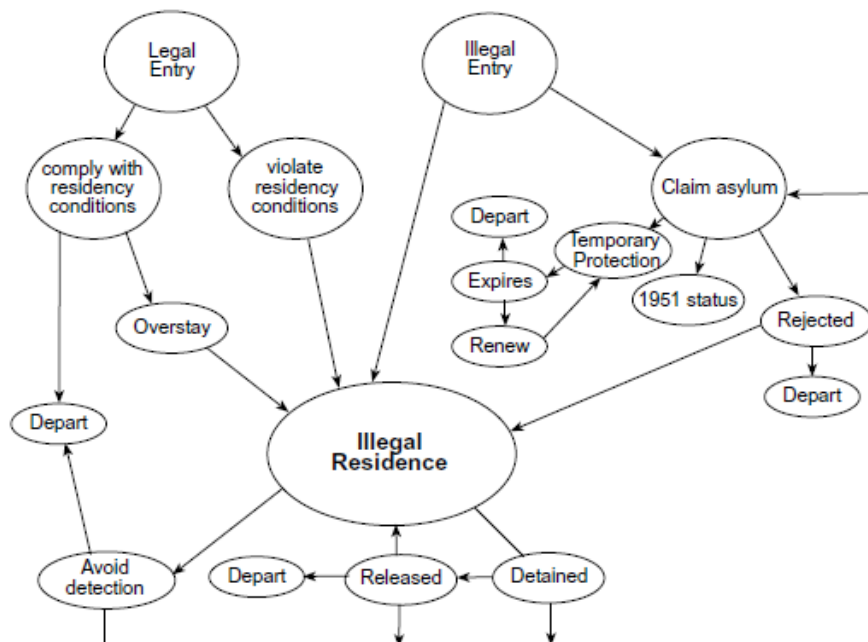 Legal
Entry
Illegal
Entry
comply with
residency
conditions
violate
residency
conditions
Claim asylum
Depart
Temporary
Protection
Expires
1951 status
Overstay
Renew
Rejected
Depart
Depart
Illegal
Residence
Avoid
detection
Depart
Released
Detained